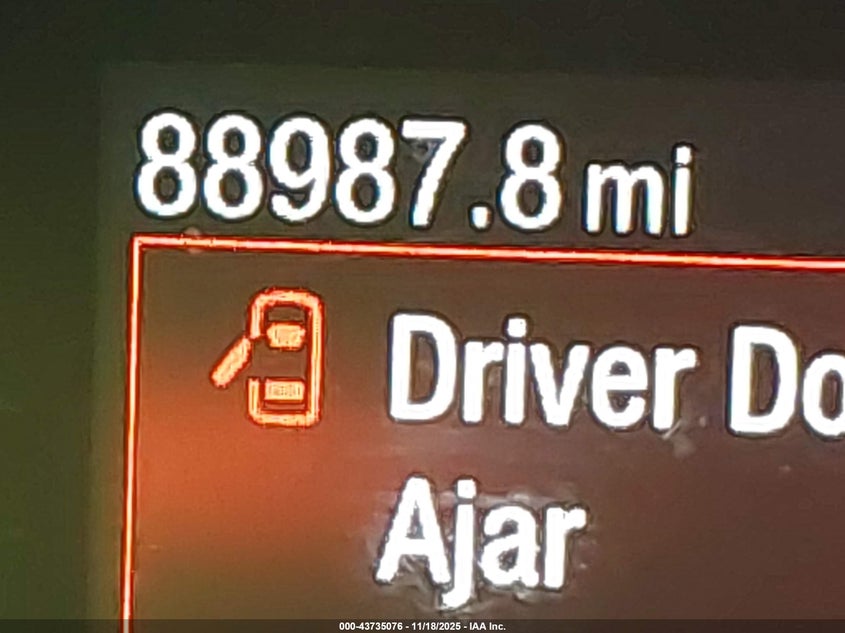 88987.8 mi
Driver Do
Ajar
000-43735076 - 11/18/2025 - IAA Inc.